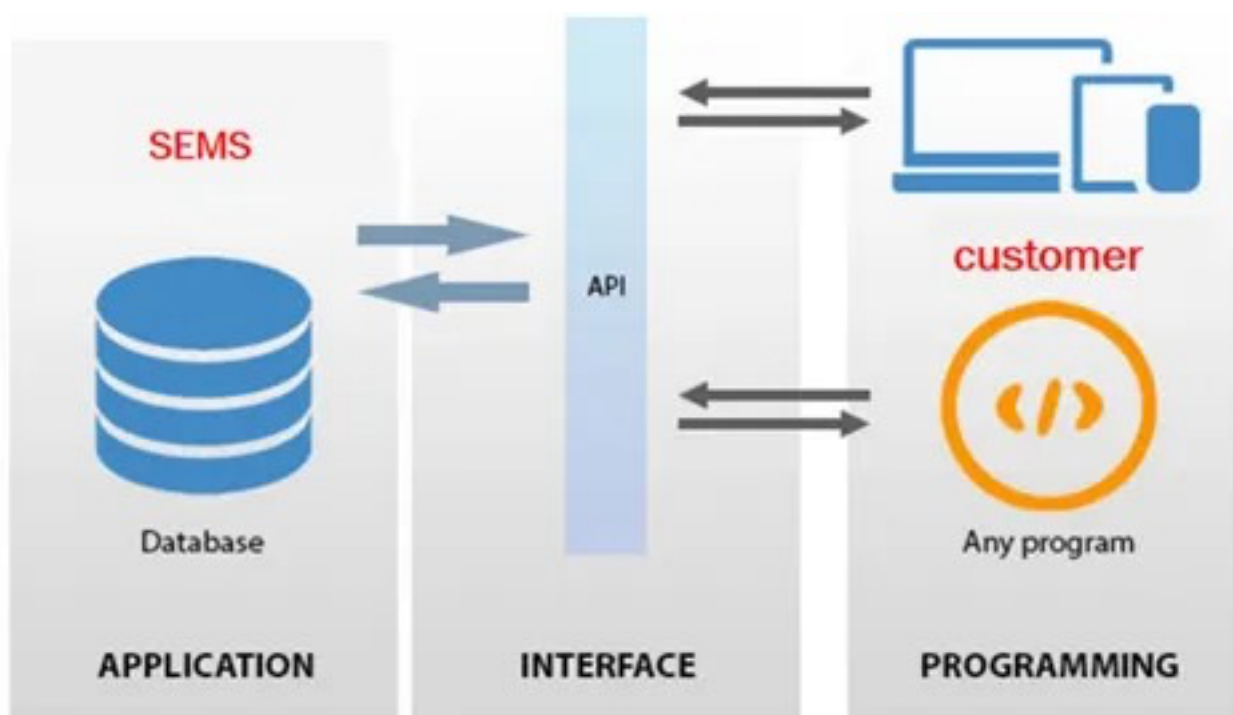 SEMS
Database
APPLICATION
API
INTERFACE
customer
</>
Any program
PROGRAMMING